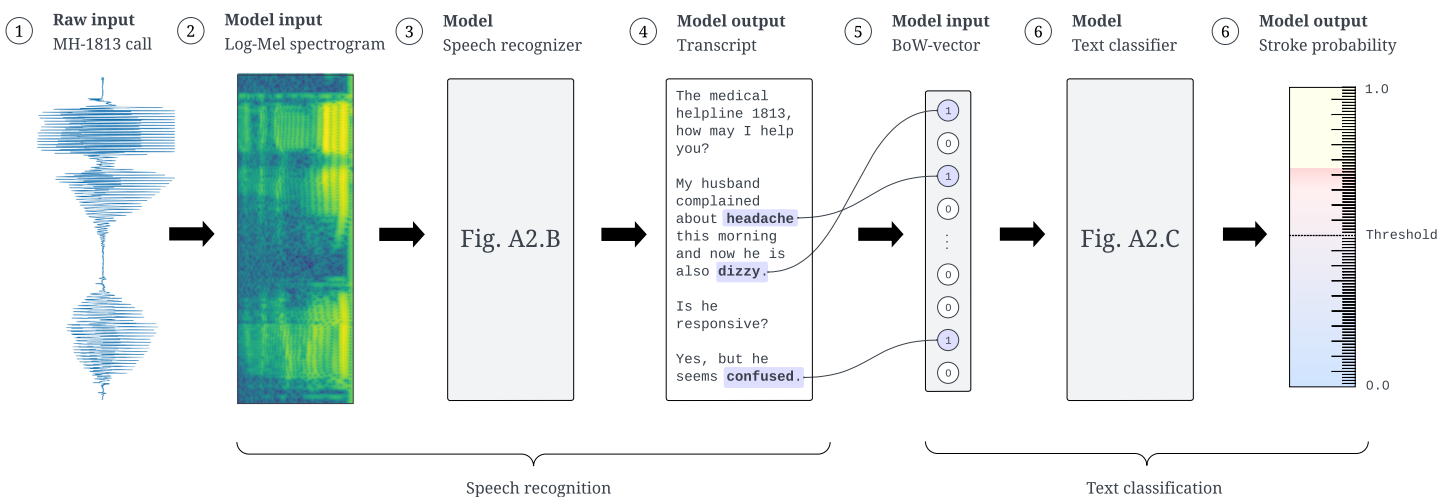 1 Raw input
MH-1813 call
2 Model input
Log-Mel spectrogram
3 Model
Speech recognizer
4 Model output
Transcript
5 Model input
BoW-vector
6 Model
Text classifier
6 Model output
Stroke probability
Fig. A2.B
The medical
helpline 1813,
how may I help
you?
My husband
complained
about headache
this morning
and now he is
also dizzy.
Is he
responsive?
Yes, but he
seems confused.
1
0
1
0
⋮
0
0
1
0
Fig. A2.C
1.0
Threshold
0.0
Speech recognition
Text classification